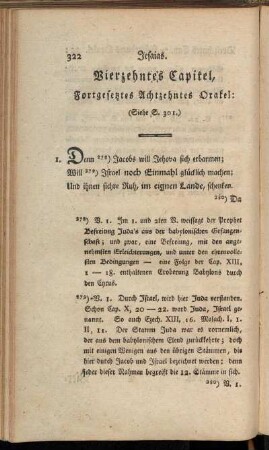 322 Jesaias.
Vierzehntes Capitel,
Fortgesetztes Achtzehntes Orakel:
(Siehe S. 301.)
1. Denn ²⁷⁸) Jacobs will Jehova sich erbarmen;
Will ²⁷⁹) Israel noch Einmahl glücklich machen;
Und ihnen sichre Ruh, im eignen Lande, schenken.
²⁸⁰) Da
²⁷⁸) V. 1. Im 1. und 2ten V. weissagt der Prophet
Befreiung Juda's aus der babylonischen Gefangen-
schaft; und zwar, eine Befreiung, mit den ange-
nehmsten Erleichterungen, und unter den ehrenvolle-
sten Bedingungen — eine Folge der Cap. XIII,
1 — 18. enthaltenen Eroberung Babylons durch
den Cyrus.
²⁷⁹) V. 1. Durch Israel, wird hier Juda verstanden.
Schon Cap. X, 20 — 22. ward Juda, Israel ge-
nannt. So auch Ezech. XIII, 16. Malach. I, 1.
II, 11. Der Stamm Juda war es vornemlich,
der aus dem babylonischen Elend zurückkehrte; doch
mit einigen Wenigen aus den übrigen Stämmen, die
hier durch Jacob und Israel bezeichnet werden: denn
jeder dieser Nahmen begreift die 12. Stämme in sich.
²⁸⁰) V. 1.